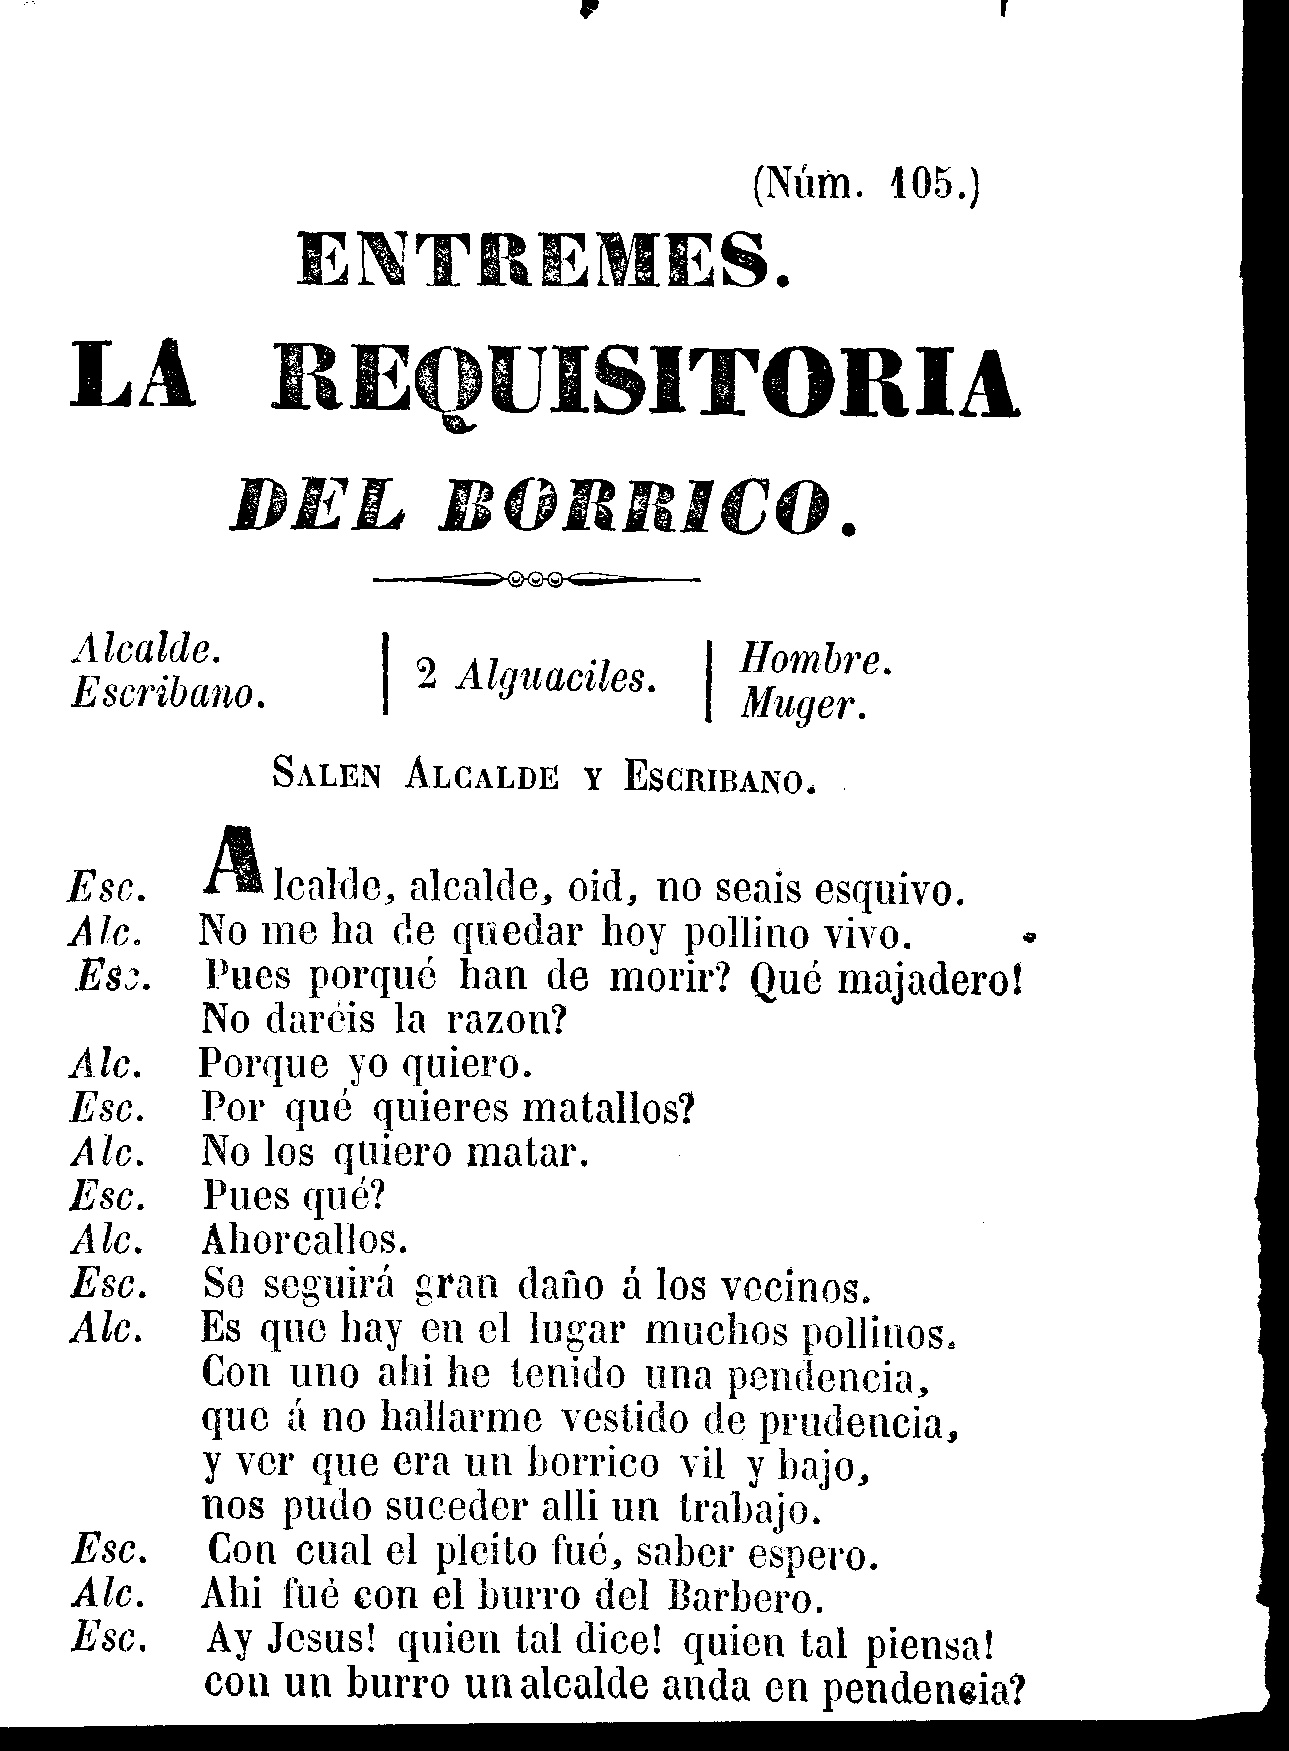 (Núm. 105.)
ENTREMES.
LA REQUISITORIA
DEL BORRICO.
Alcalde.
Escribano.
2 Alguaciles.
Hombre.
Muger.
SALEN ALCALDE Y ESCRIBANO.
Esc. Alcalde, alcalde, oid, no seais esquivo.
Alc. No me ha de quedar hoy pollino vivo.
Esc. Pues porqué han de morir? Qué majadero!
No daréis la razon?
Alc. Porque yo quiero.
Esc. Por qué quieres matallos?
Alc. No los quiero matar.
Esc. Pues qué?
Alc. Ahorcallos.
Esc. Se seguirá gran daño á los vecinos.
Alc. Es que hay en el lugar muchos pollinos.
Con uno ahi he tenido una pendencia,
que á no hallarme vestido de prudencia,
y ver que era un borrico vil y bajo,
nos pudo suceder alli un trabajo.
Esc. Con cual el pleito fué, saber espero.
Alc. Ahi fué con el burro del Barbero.
Esc. Ay Jesus! quien tal dice! quien tal piensa!
con un burro un alcalde anda en pendencia?